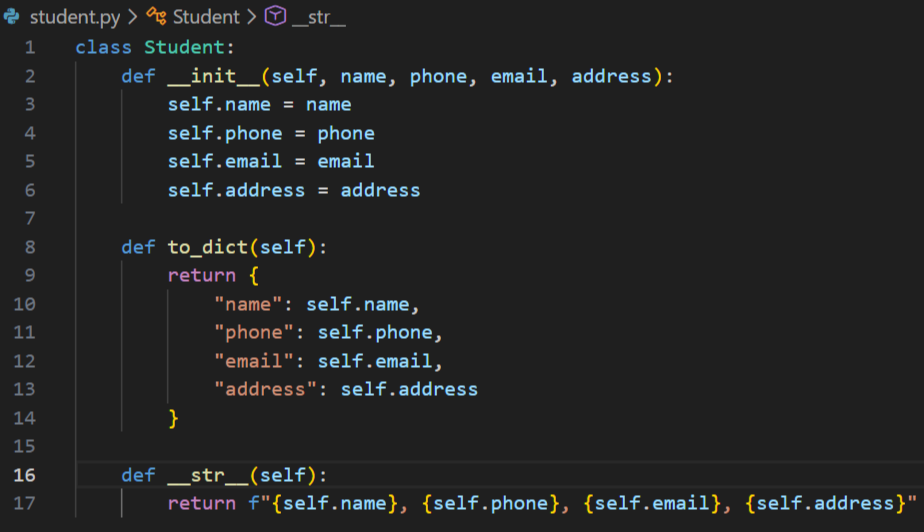 student.py > Student > __str__
1 class Student:
2     def __init__(self, name, phone, email, address):
3         self.name = name
4         self.phone = phone
5         self.email = email
6         self.address = address
7
8     def to_dict(self):
9         return {
10             "name": self.name,
11             "phone": self.phone,
12             "email": self.email,
13             "address": self.address
14         }
15
16     def __str__(self):
17         return f"{self.name}, {self.phone}, {self.email}, {self.address}"